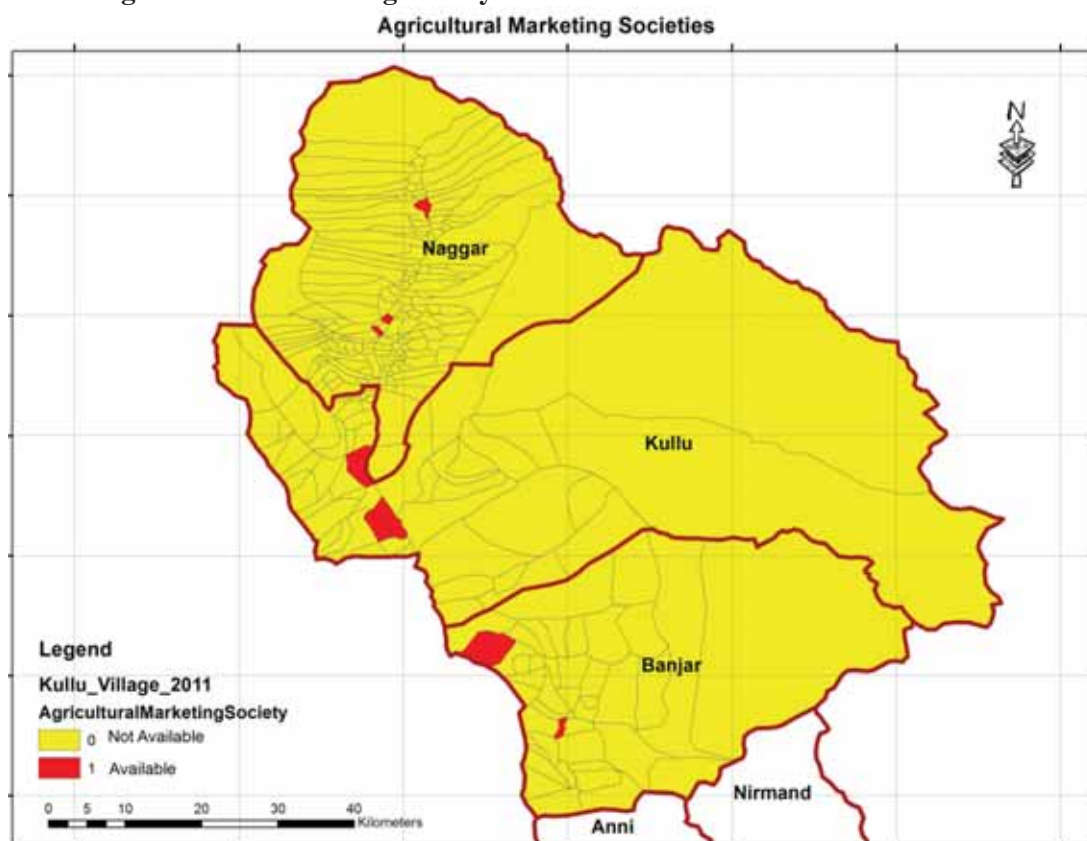 Agricultural Marketing Societies
N
Naggar
Kullu
Banjar
Nirmand
Anni
Legend
Kullu_Village_2011
AgriculturalMarketingSociety
0 Not Available
1 Available
0 5 10 20 30 40
Kilometers